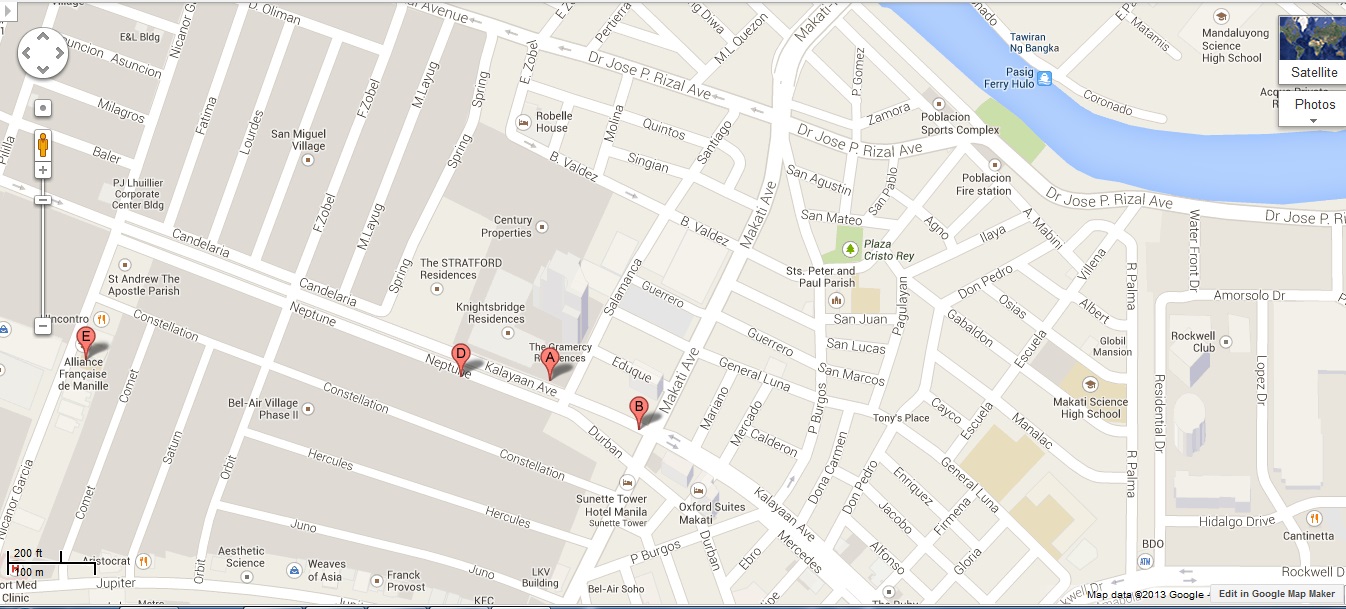 Village
D. Oliman
al Avenue
E. Zobel
Pertierra
ng Diwa
M.L. Quezon
Makati Ave
Tawiran
Ng Bangka
Pasig
Ferry Hulo
Matamis
Mandaluyong
Science
High School
Satellite
Photos
E&L Bldg
Nicanor G
Asuncion
uncion
Milagros
Baler
Philia
Fatima
Lourdes
F.Zobel
M Layug
Spring
E. Zobel
Dr Jose P. Rizal Ave
P. Gomez
Zamora
Poblacion
Sports Complex
Coronado
San Miguel
Village
Robelle
House
Molina
Quintos
Santiago
Singian
B. Valdez
Dr Jose P. Rizal Ave
San Agustin
San Pablo
Poblacion
Fire station
Dr Jose P. Rizal Ave
Dr Jose P. Ri
PJ Lhuillier
Corporate
Center Bldg
F.Zobel
M Layug
Spring
Century
Properties
B. Valdez
Makati Ave
San Mateo
Agno
Ilaya
A. Mabini
Plaza
Cristo Rey
Water Front Dr
Candelaria
St Andrew The
Apostle Parish
Candelaria
Neptune
Spring
The STRATFORD
Residences
Knightsbridge
Residences
Salamanca
Guerrero
Sts. Peter and
Paul Parish
Pagulayan
Don Pedro
Osias
Villena
Albert
R Palma
Amorsolo Dr
Incontro
E
Alliance
Française
de Manille
Constellation
Neptune
D
Kalayaan Ave
The Gramercy
Residences
A
Eduque
B
Makati Ave
Guerrero
General Luna
San Juan
San Lucas
San Marcos
Gabaldon
Escuela
Globil
Mansion
Rockwell
Club
Comet
Saturn
Orbit
Bel-Air Village
Phase II
Constellation
Durban
Mariano
Mercado
Calderon
P Burgos
Tony's Place
Cayco
Escuela
Manalac
Makati Science
High School
Residential Dr
Lopez Dr
Hercules
Constellation
Nicanor Garcia
Comet
Orbit
Juno
Hercules
Sunette Tower
Hotel Manila
Sunette Tower
Oxford Suites
Makati
Kalayaan Ave
Dona Carmen
Don Pedro
Enriquez
Jacobo
Firmena
General Luna
R Palma
Hidalgo Drive
Cantinetta
200 ft
100 m
Aristocrat
Aesthetic
Science
Weaves
of Asia
Franck
Provost
Juno
LKV
Building
P Burgos
Durban
Ebro
Mercedes
Alfonso
Gloria
BDO
ATM
Rockwell D
ort Med
Clinic
Jupiter
KFC
Bel-Air Soho
Map data ©2013 Google -
Edit in Google Map Maker